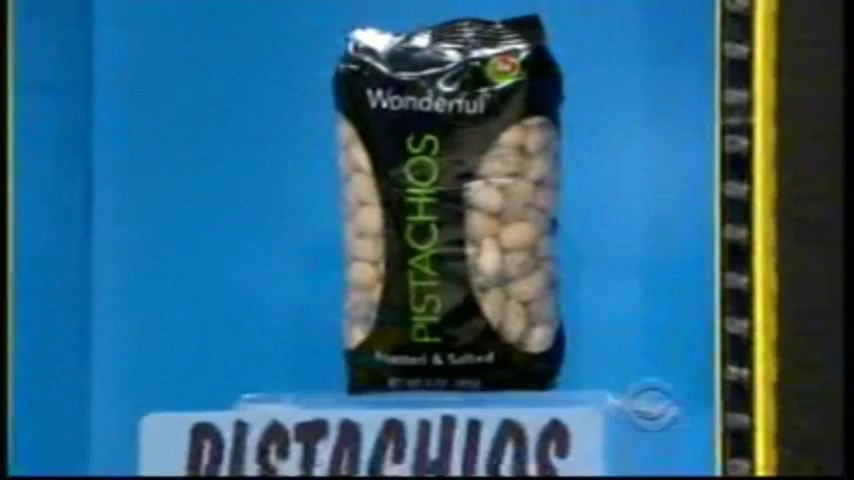 Wonderful
PISTACHIOS
Roasted & Salted
PISTACHIOS